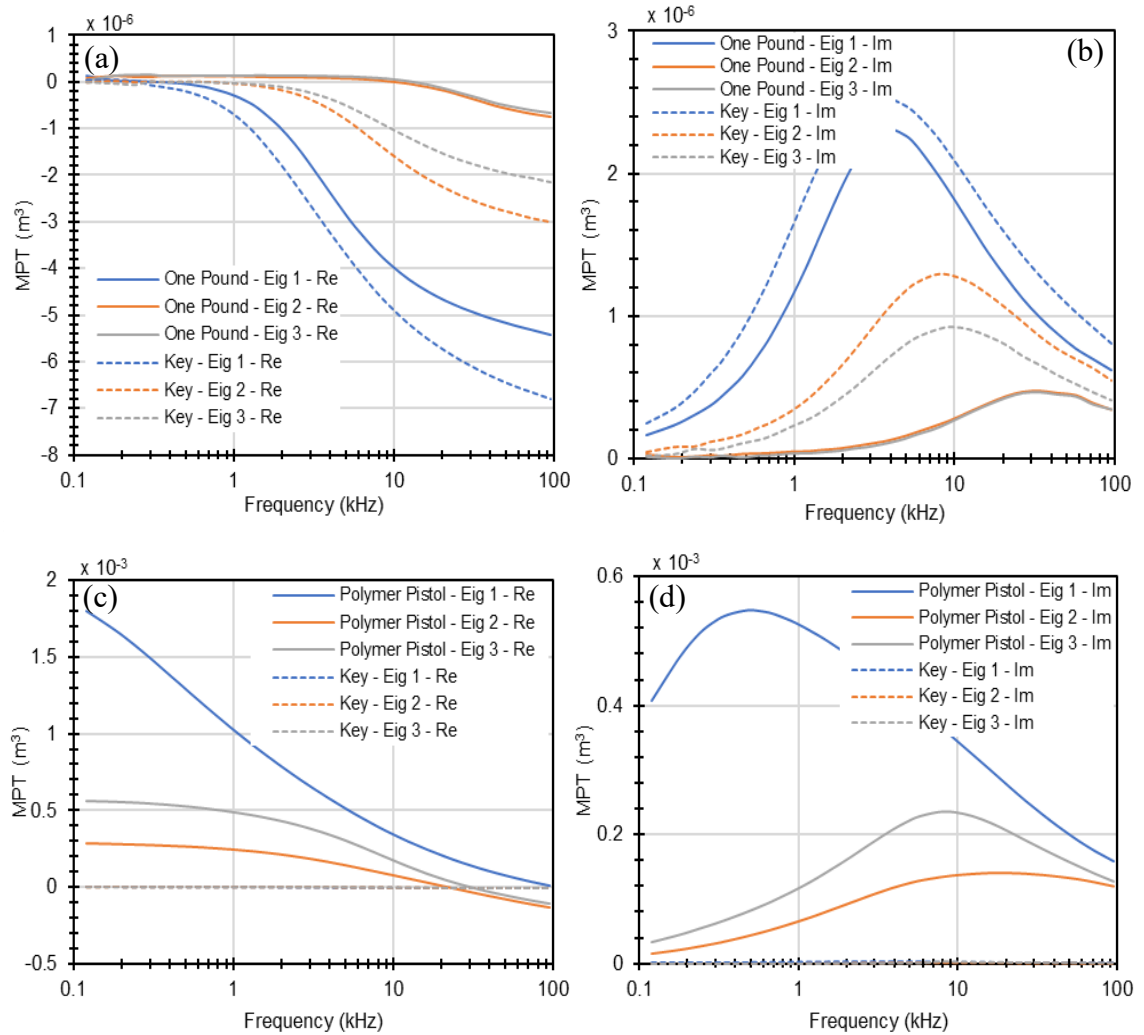 x 10⁻⁶
(a)
1
0
-1
-2
-3
-4
-5
-6
-7
-8
MPT (m³)
One Pound - Eig 1 - Re
One Pound - Eig 2 - Re
One Pound - Eig 3 - Re
Key - Eig 1 - Re
Key - Eig 2 - Re
Key - Eig 3 - Re
0.1 1 10 100
Frequency (kHz)
x 10⁻⁶
(b)
3
2
1
0
MPT (m³)
One Pound - Eig 1 - Im
One Pound - Eig 2 - Im
One Pound - Eig 3 - Im
Key - Eig 1 - Im
Key - Eig 2 - Im
Key - Eig 3 - Im
0.1 1 10 100
Frequency (kHz)
x 10⁻³
(c)
2
1.5
1
0.5
0
-0.5
MPT (m³)
Polymer Pistol - Eig 1 - Re
Polymer Pistol - Eig 2 - Re
Polymer Pistol - Eig 3 - Re
Key - Eig 1 - Re
Key - Eig 2 - Re
Key - Eig 3 - Re
0.1 1 10 100
Frequency (kHz)
x 10⁻³
(d)
0.6
0.4
0.2
0
MPT (m³)
Polymer Pistol - Eig 1 - Im
Polymer Pistol - Eig 2 - Im
Polymer Pistol - Eig 3 - Im
Key - Eig 1 - Im
Key - Eig 2 - Im
Key - Eig 3 - Im
0.1 1 10 100
Frequency (kHz)